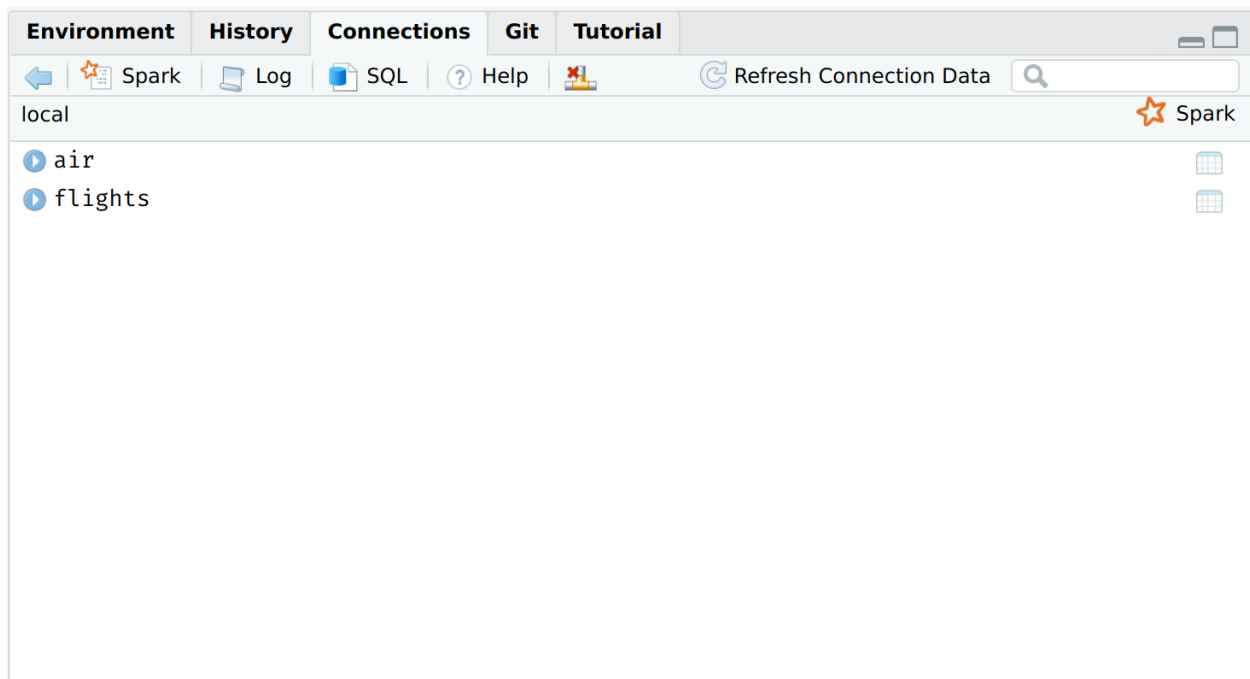 Environment History Connections Git Tutorial
Spark Log SQL ? Help Refresh Connection Data
local Spark
air
flights